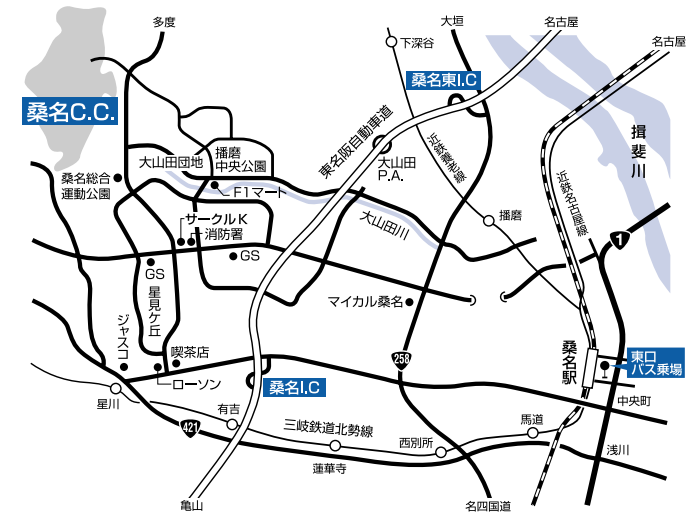 多度
大垣
名古屋
名古屋
下深谷
桑名東I.C
桑名C.C.
東名阪自動車道
揖斐川
大山田団地
播磨
中央公園
大山田
P.A.
近鉄養老線
近鉄名古屋線
桑名総合
運動公園
F1マート
サークルK
消防署
大山田川
播磨
1
GS
GS
星見ケ丘
マイカル桑名
ジャスコ
喫茶店
ローソン
258
桑名駅
東口
バス乗場
桑名I.C
星川
有吉
421
三岐鉄道北勢線
馬道
中央町
西別所
浅川
蓮華寺
亀山
名四国道